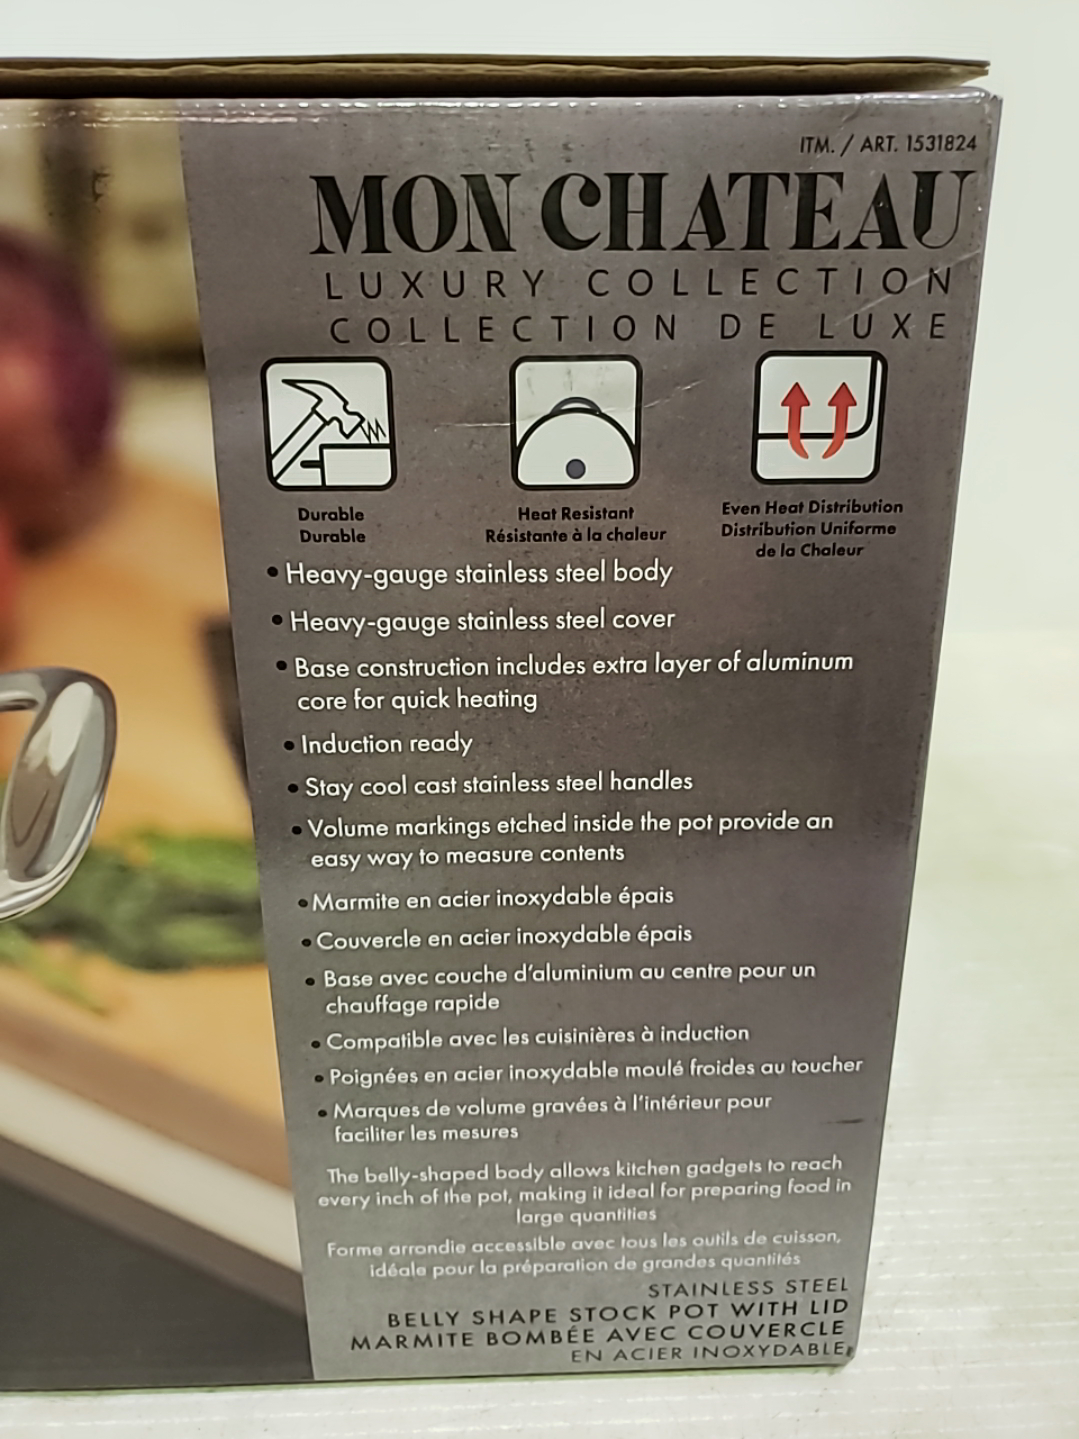 ITM. / ART. 1531824
MON CHATEAU
LUXURY COLLECTION
COLLECTION DE LUXE
Durable
Durable
Heat Resistant
Résistante à la chaleur
Even Heat Distribution
Distribution Uniforme
de la Chaleur
• Heavy-gauge stainless steel body
• Heavy-gauge stainless steel cover
• Base construction includes extra layer of aluminum
core for quick heating
• Induction ready
• Stay cool cast stainless steel handles
• Volume markings etched inside the pot provide an
easy way to measure contents
• Marmite en acier inoxydable épais
• Couvercle en acier inoxydable épais
• Base avec couche d'aluminium au centre pour un
chauffage rapide
• Compatible avec les cuisinières à induction
• Poignées en acier inoxydable moulé froides au toucher
• Marques de volume gravées à l'intérieur pour
faciliter les mesures
The belly-shaped body allows kitchen gadgets to reach
every inch of the pot, making it ideal for preparing food in
large quantities
Forme arrondie accessible avec tous les outils de cuisson,
idéale pour la préparation de grandes quantités
STAINLESS STEEL
BELLY SHAPE STOCK POT WITH LID
MARMITE BOMBÉE AVEC COUVERCLE
EN ACIER INOXYDABLE